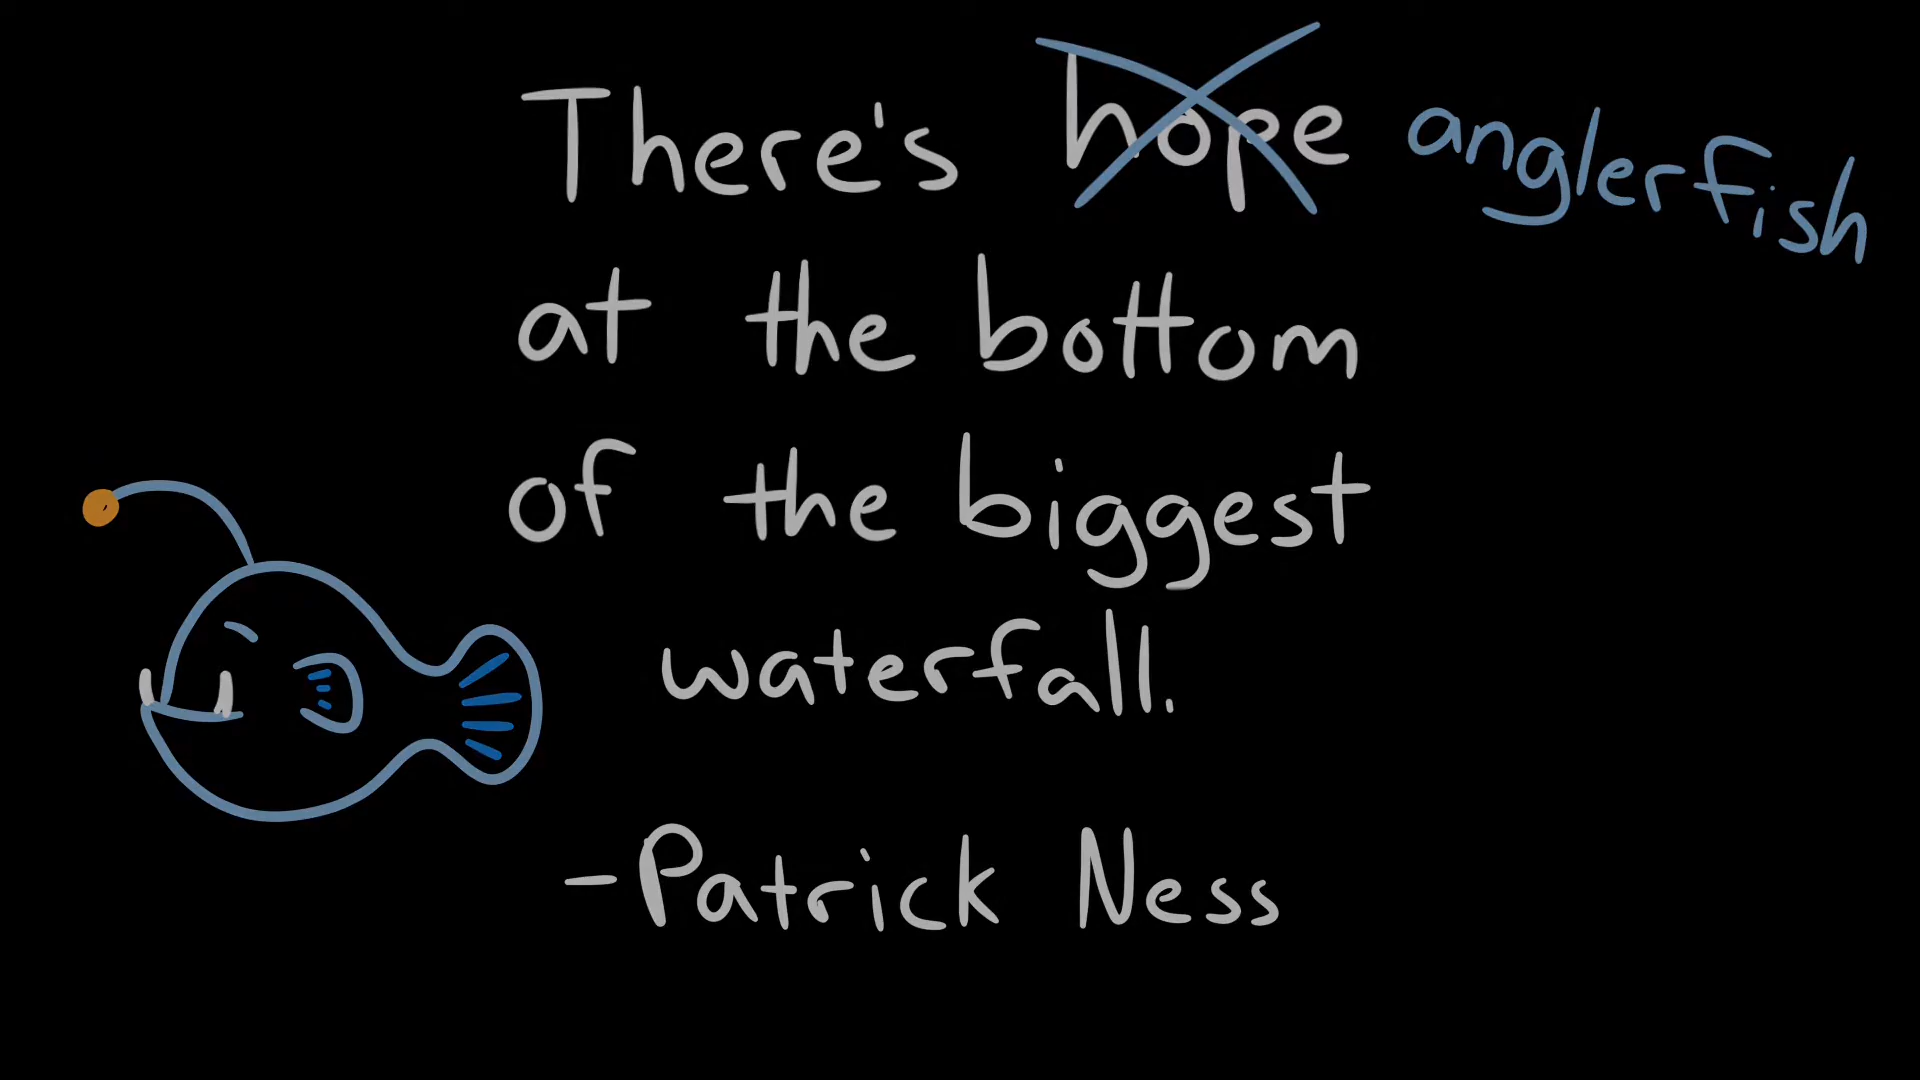 There's hope anglerfish
at the bottom
of the biggest
waterfall.
-Patrick Ness